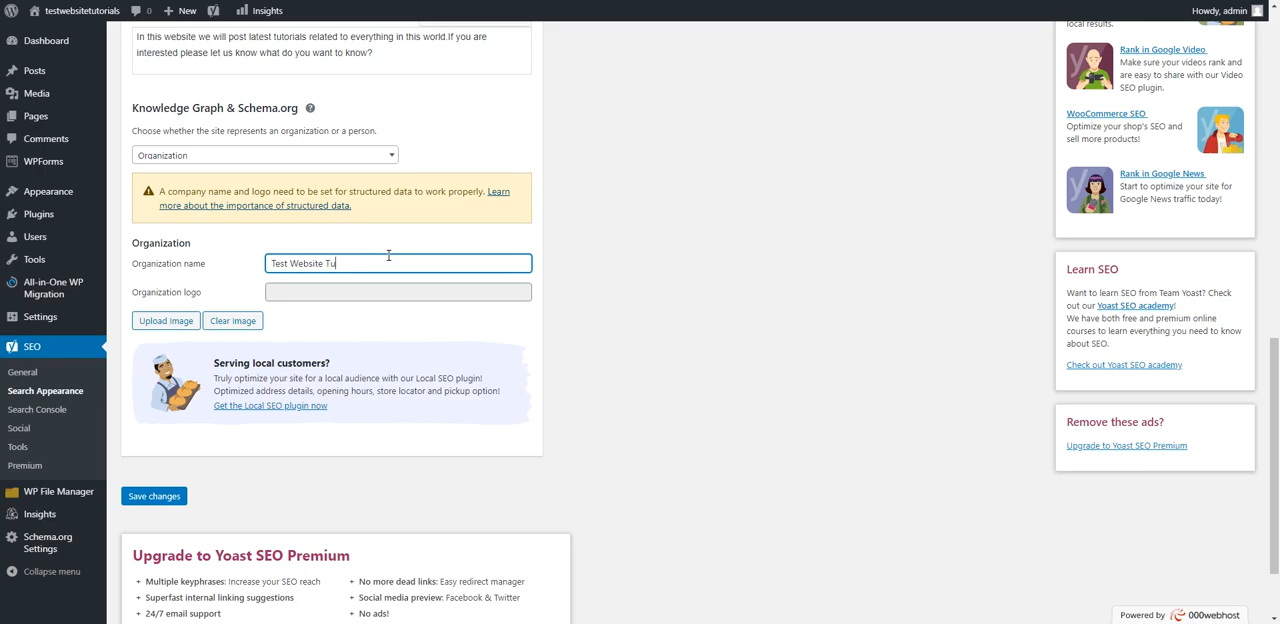 testwebsitetutorials
0
New
Insights
Howdy, admin
Dashboard
Posts
Media
Pages
Comments
WPForms
Appearance
Plugins
Users
Tools
All-in-One WP
Migration
Settings
SEO
General
Search Appearance
Search Console
Social
Tools
Premium
WP File Manager
Insights
Schema.org
Settings
Collapse menu
In this website we will post latest tutorials related to everything in this world.If you are
interested please let us know what do you want to know?
Knowledge Graph & Schema.org
Choose whether the site represents an organization or a person.
Organization
A company name and logo need to be set for structured data to work properly. Learn
more about the importance of structured data.
Organization
Organization name
Test Website Tu
Organization logo
Upload Image
Clear Image
Serving local customers?
Truly optimize your site for a local audience with our Local SEO plugin!
Optimized address details, opening hours, store locator and pickup option!
Get the Local SEO plugin now
Save changes
Upgrade to Yoast SEO Premium
+ Multiple keyphrases: Increase your SEO reach
+ Superfast internal linking suggestions
+ 24/7 email support
+ No more dead links: Easy redirect manager
+ Social media preview: Facebook & Twitter
+ No ads!
local results.
Rank in Google Video
Make sure your videos rank and
are easy to share with our Video
SEO plugin.
WooCommerce SEO
Optimize your shop's SEO and
sell more products!
Rank in Google News
Start to optimize your site for
Google News traffic today!
Learn SEO
Want to learn SEO from Team Yoast? Check
out our Yoast SEO academy!
We have both free and premium online
courses to learn everything you need to know
about SEO.
Check out Yoast SEO academy
Remove these ads?
Upgrade to Yoast SEO Premium
Powered by 000webhost